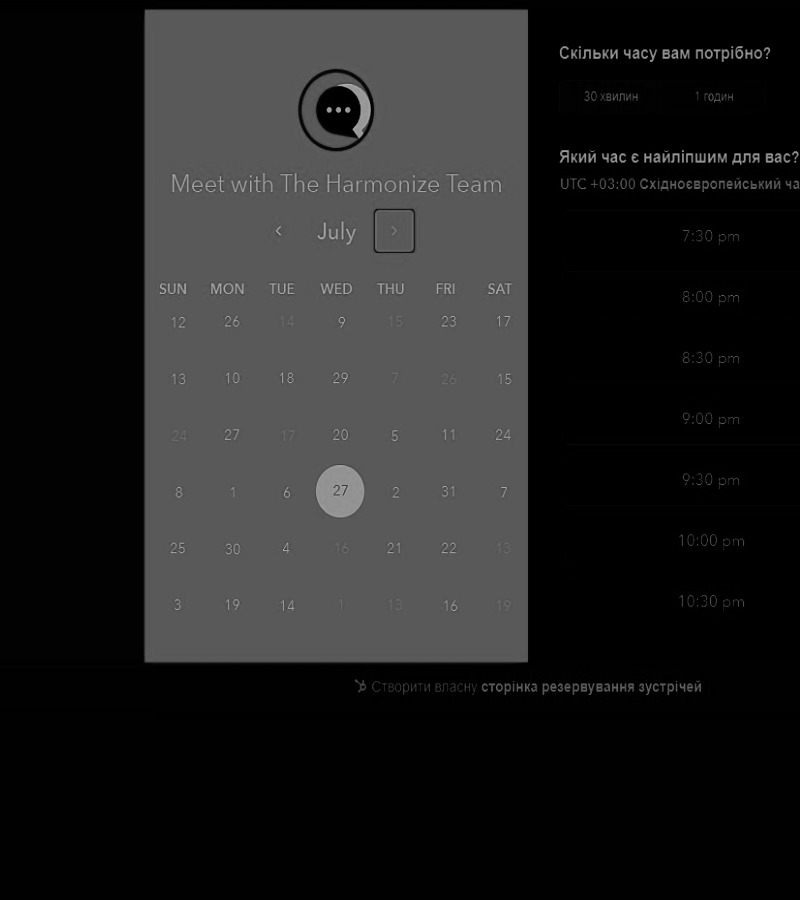 Meet with The Harmonize Team
July
SUN MON TUE WED THU FRI SAT
12 26 14 9 15 23 17
13 10 18 29 7 26 15
24 27 17 20 5 11 24
8 1 6 27 2 31 7
25 30 4 16 21 22 13
3 19 14 1 13 16 19
Скільки часу вам потрібно?
30 хвилин 1 годин
Який час є найліпшим для вас?
UTC +03:00 Східноєвропейський ча
7:30 pm
8:00 pm
8:30 pm
9:00 pm
9:30 pm
10:00 pm
10:30 pm
Створити власну сторінка резервування зустрічей